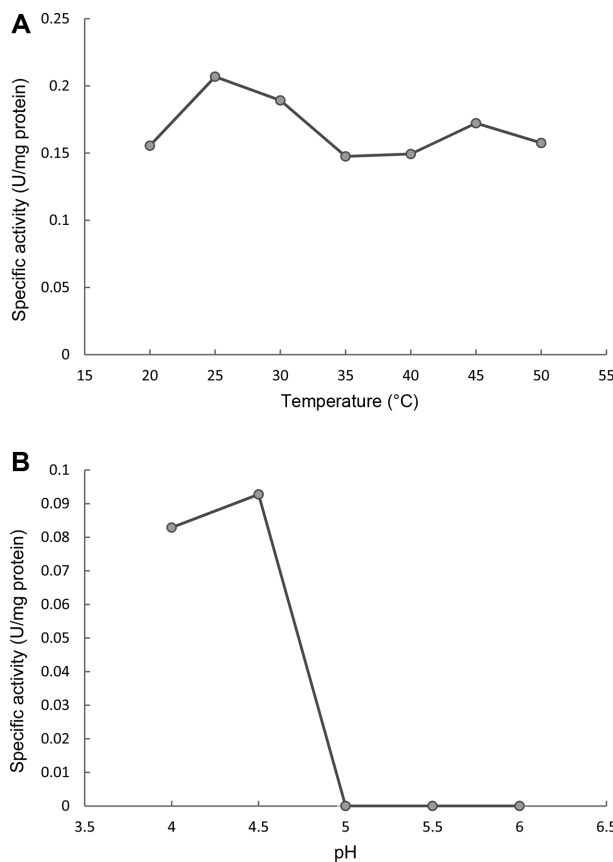 A
Specific activity (U/mg protein)
0.25
0.2
0.15
0.1
0.05
0
15 20 25 30 35 40 45 50 55
Temperature (°C)
B
Specific activity (U/mg protein)
0.1
0.09
0.08
0.07
0.06
0.05
0.04
0.03
0.02
0.01
0
3.5 4 4.5 5 5.5 6 6.5
pH